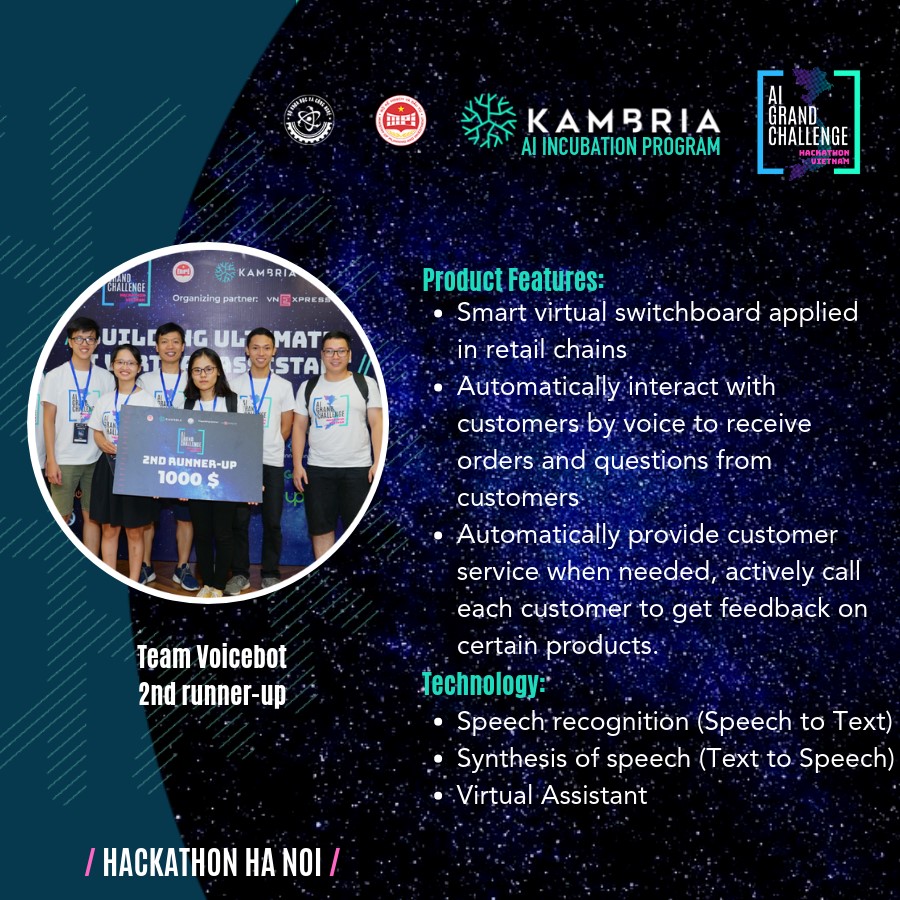 KAMBRIA
AI INCUBATION PROGRAM
AI
GRAND
CHALLENGE
HACKATHON
VIETNAM
MPI
CHALLENGE
KAMBRIA
Organizing partner: VNEXPRESS
2ND RUNNER-UP
1000 $
Team Voicebot
2nd runner-up
Product Features:
• Smart virtual switchboard applied
in retail chains
• Automatically interact with
customers by voice to receive
orders and questions from
customers
• Automatically provide customer
service when needed, actively call
each customer to get feedback on
certain products.
Technology:
• Speech recognition (Speech to Text)
• Synthesis of speech (Text to Speech)
• Virtual Assistant
/ HACKATHON HA NOI /